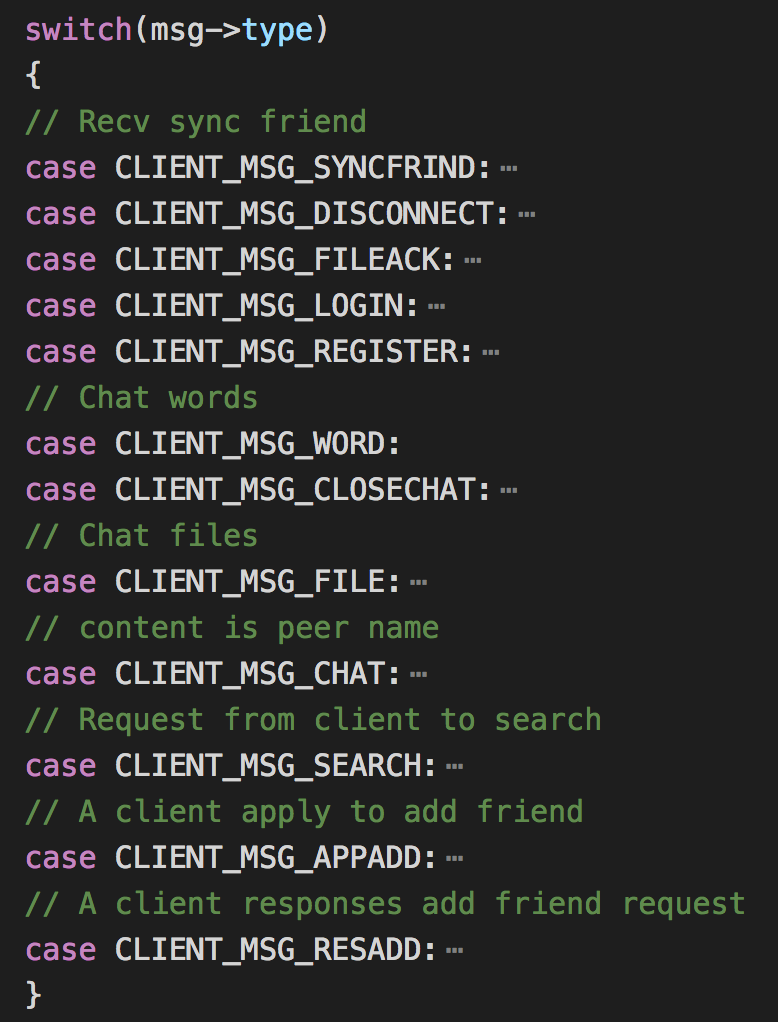 switch(msg->type)
{
// Recv sync friend
case CLIENT_MSG_SYNCFRIND: ⋯
case CLIENT_MSG_DISCONNECT: ⋯
case CLIENT_MSG_FILEACK: ⋯
case CLIENT_MSG_LOGIN: ⋯
case CLIENT_MSG_REGISTER: ⋯
// Chat words
case CLIENT_MSG_WORD:
case CLIENT_MSG_CLOSECHAT: ⋯
// Chat files
case CLIENT_MSG_FILE: ⋯
// content is peer name
case CLIENT_MSG_CHAT: ⋯
// Request from client to search
case CLIENT_MSG_SEARCH: ⋯
// A client apply to add friend
case CLIENT_MSG_APPADD: ⋯
// A client responses add friend request
case CLIENT_MSG_RESADD: ⋯
}